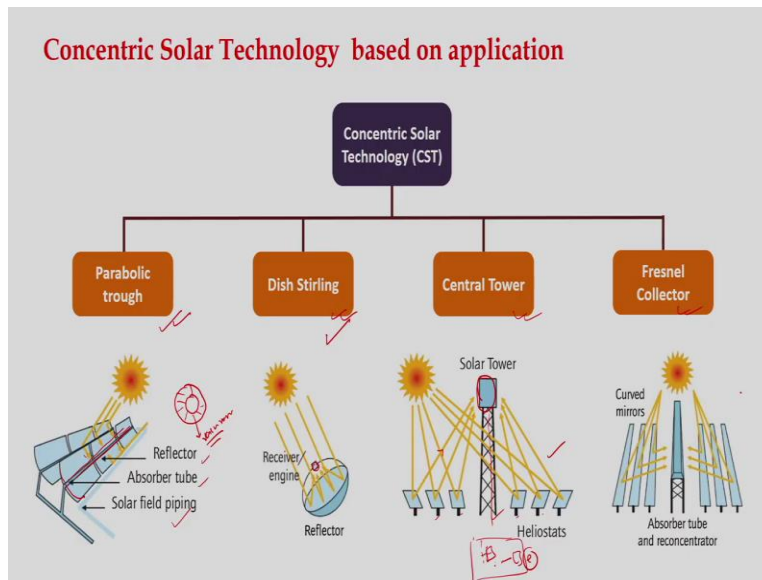 Concentric Solar Technology based on application
Concentric Solar
Technology (CST)
Parabolic
trough
Dish Stirling
Central Tower
Fresnel
Collector
Reflector
Absorber tube
Solar field piping
Receiver
engine
Reflector
Solar Tower
Heliostats
Curved
mirrors
Absorber tube
and reconcentrator